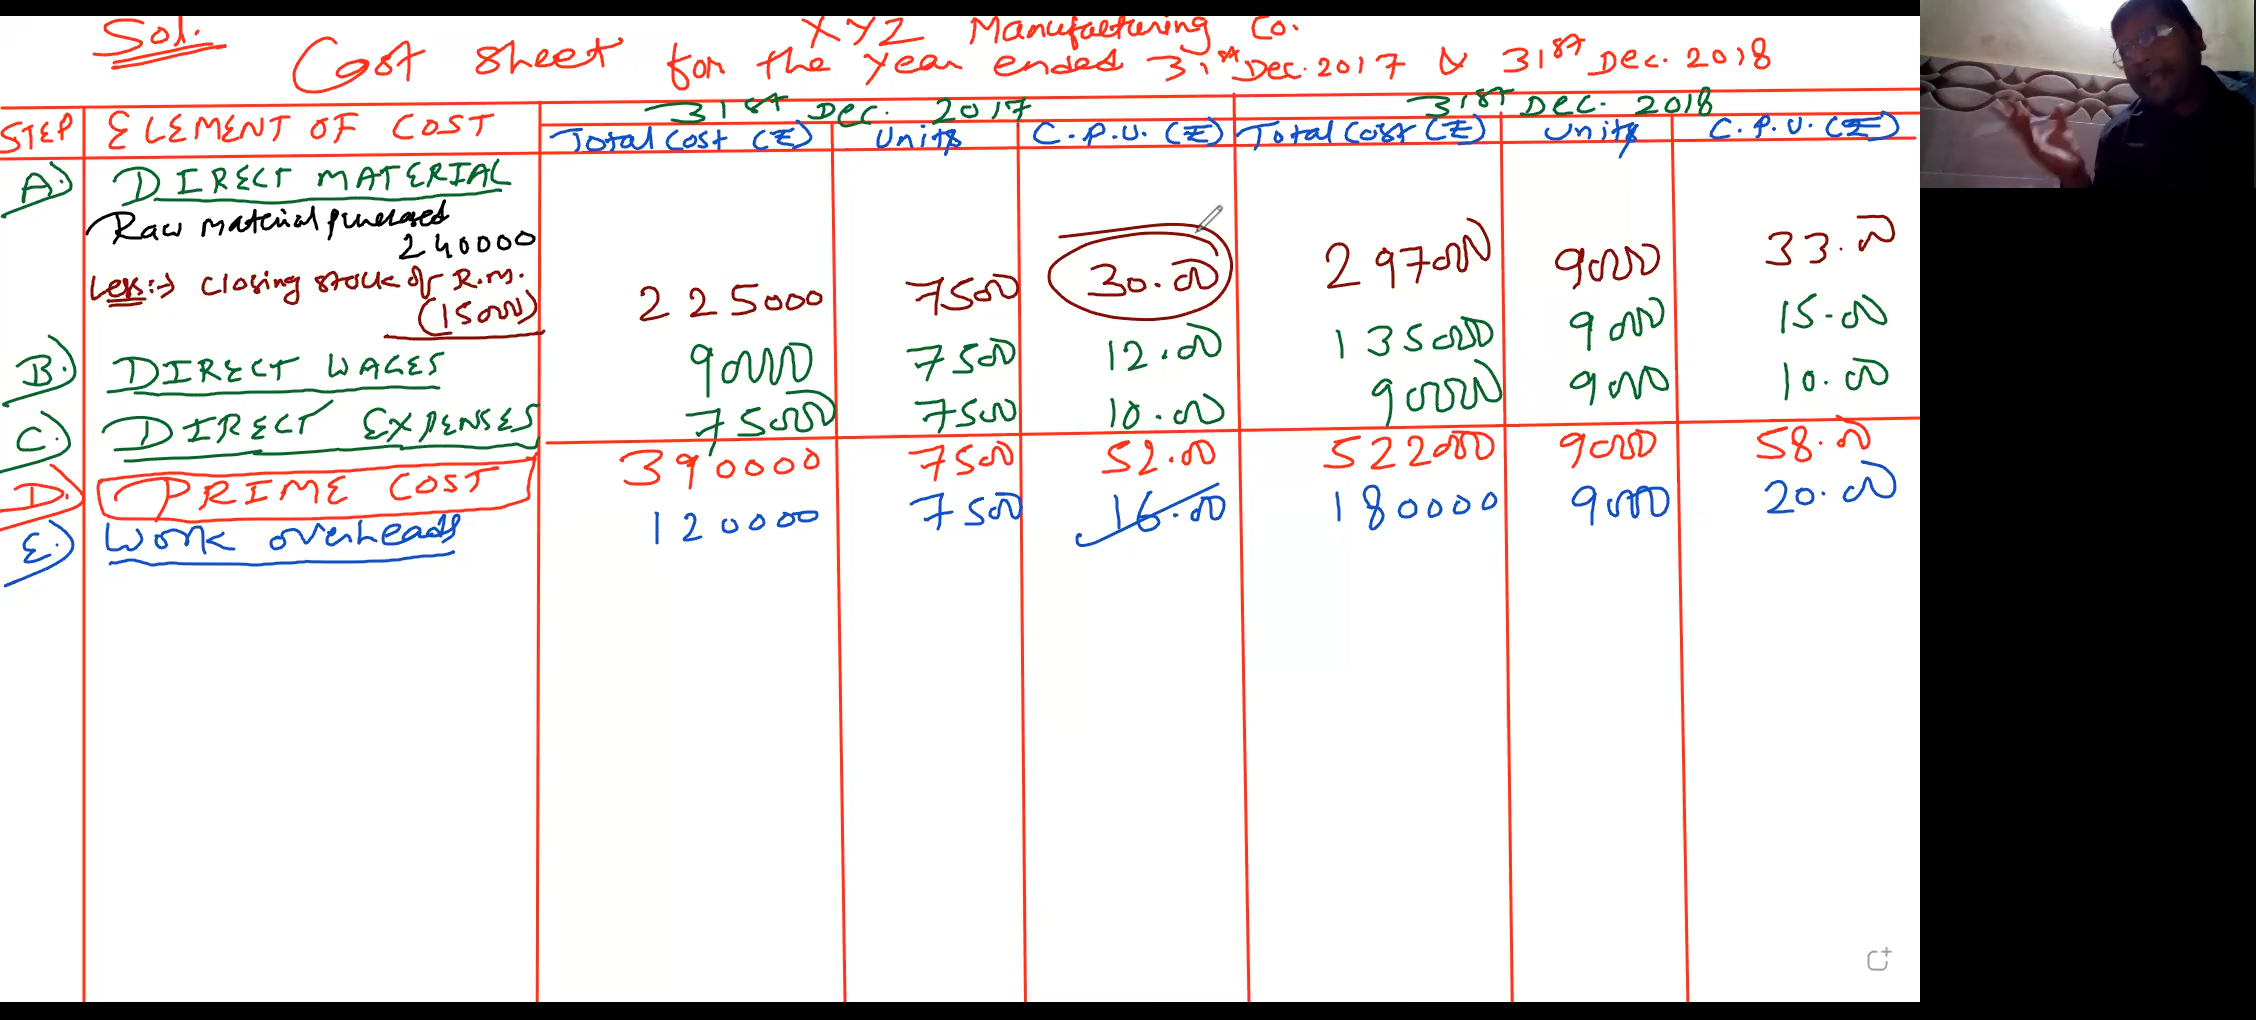 Sol.
XYZ Manufacturing Co.
Cost sheet for the year ended 31st Dec. 2017 & 31st Dec. 2018
STEP ELEMENT OF COST 31st Dec. 2017 31st Dec. 2018
Total Cost (₹) Units C.P.U. (₹) Total Cost (₹) Units C.P.U. (₹)
A.) DIRECT MATERIAL
Raw material purchased
240000
Less:→ closing stock of R.M.
(15000) 225000 7500 30.00 297000 9000 33.00
B.) DIRECT WAGES 90000 7500 12.00 135000 9000 15.00
C.) DIRECT EXPENSES 75000 7500 10.00 90000 9000 10.00
D.) PRIME COST 390000 7500 52.00 522000 9000 58.00
E.) Work overheads 120000 7500 16.00 180000 9000 20.00